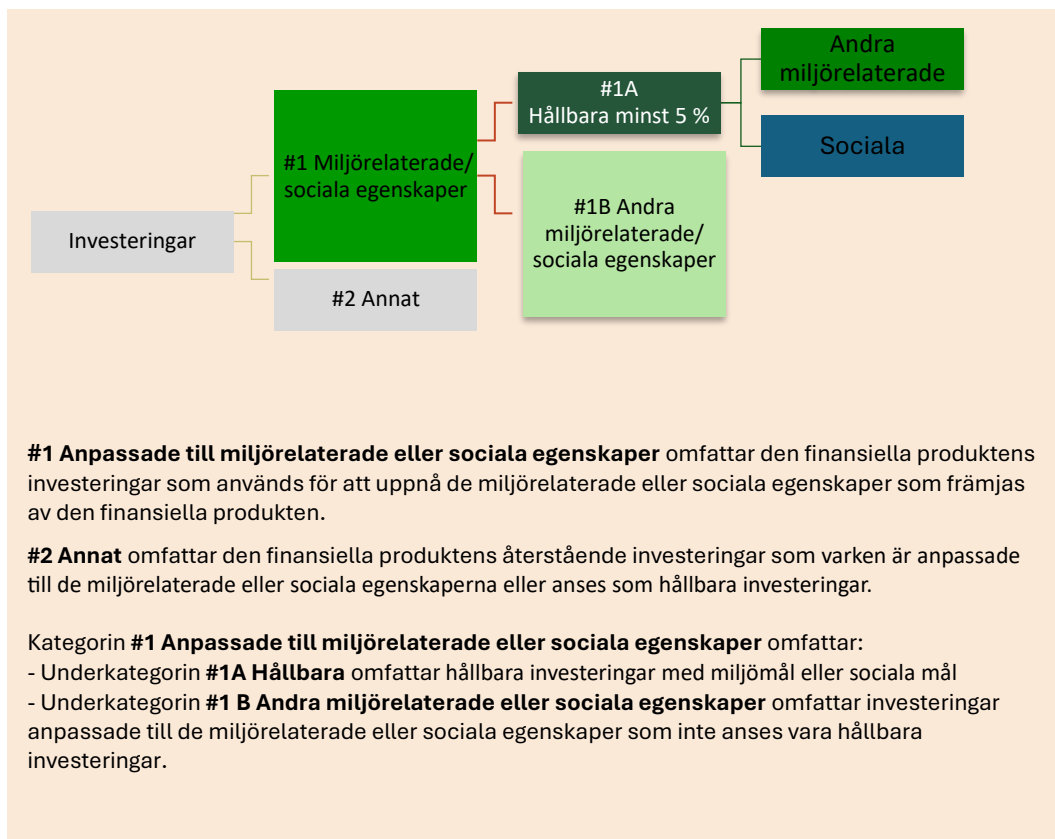 Andra
miljörelaterade
#1A
Hållbara minst 5 %
Sociala
#1 Miljörelaterade/
sociala egenskaper
#1B Andra
miljörelaterade/
sociala egenskaper
Investeringar
#2 Annat
#1 Anpassade till miljörelaterade eller sociala egenskaper omfattar den finansiella produktens
investeringar som används för att uppnå de miljörelaterade eller sociala egenskaper som främjas
av den finansiella produkten.
#2 Annat omfattar den finansiella produktens återstående investeringar som varken är anpassade
till de miljörelaterade eller sociala egenskaperna eller anses som hållbara investeringar.
Kategorin #1 Anpassade till miljörelaterade eller sociala egenskaper omfattar:
- Underkategorin #1A Hållbara omfattar hållbara investeringar med miljömål eller sociala mål
- Underkategorin #1 B Andra miljörelaterade eller sociala egenskaper omfattar investeringar
anpassade till de miljörelaterade eller sociala egenskaper som inte anses vara hållbara
investeringar.